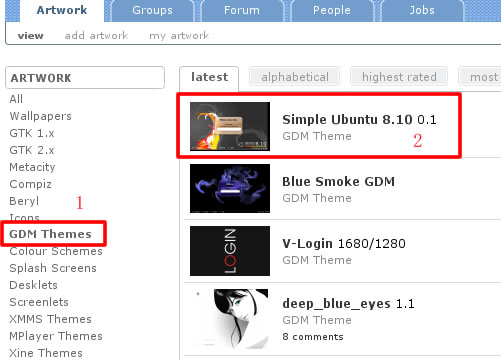 Artwork Groups Forum People Jobs
view add artwork my artwork
ARTWORK
All
Wallpapers
GTK 1.x
GTK 2.x
Metacity
Compiz
Beryl
1
Icons
GDM Themes
Colour Schemes
Splash Screens
Desklets
Screenlets
XMMS Themes
MPlayer Themes
Xine Themes
latest alphabetical highest rated most
Simple Ubuntu 8.10 0.1
GDM Theme
2
Blue Smoke GDM
GDM Theme
LOGIN
V-Login 1680/1280
GDM Theme
deep_blue_eyes 1.1
GDM Theme
8 comments